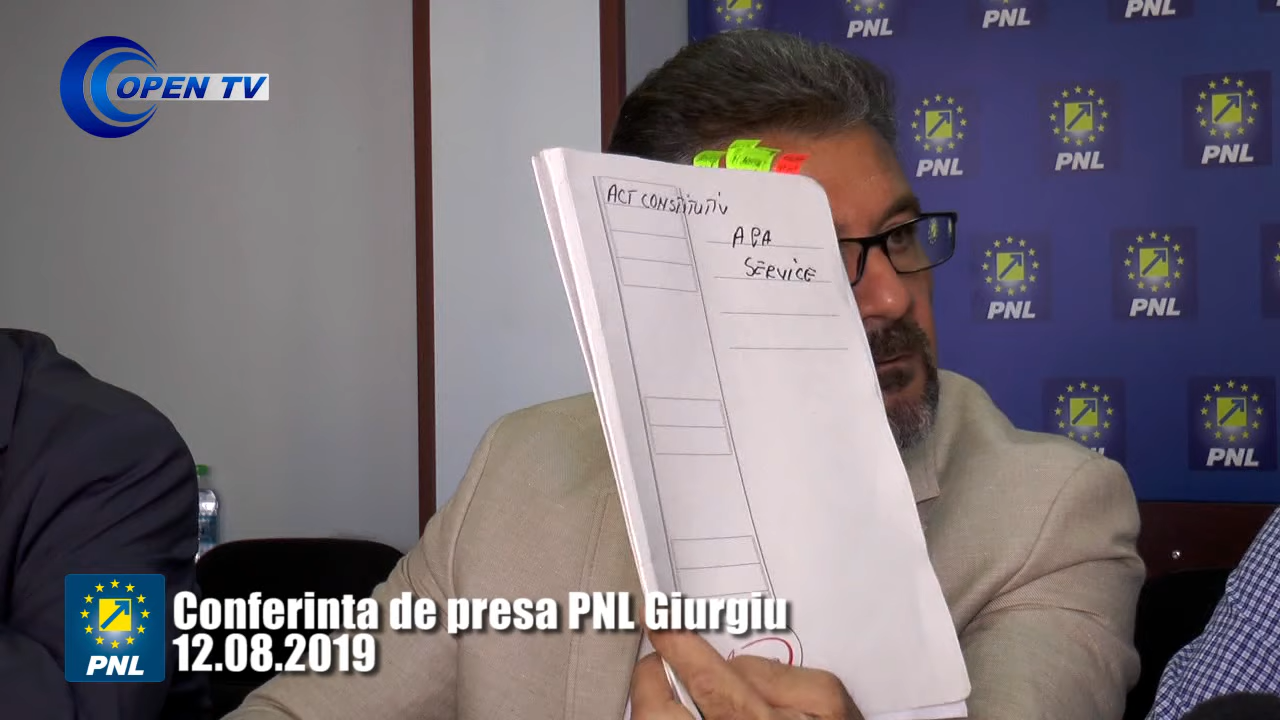 OPEN TV
PNL
PNL
PNL
PNL
PNL
PNL
PNL
PNL
PNL
ACT CONSTITUTIV
APA
SERVICE
Conferinta de presa PNL Giurgiu
12.08.2019
PNL